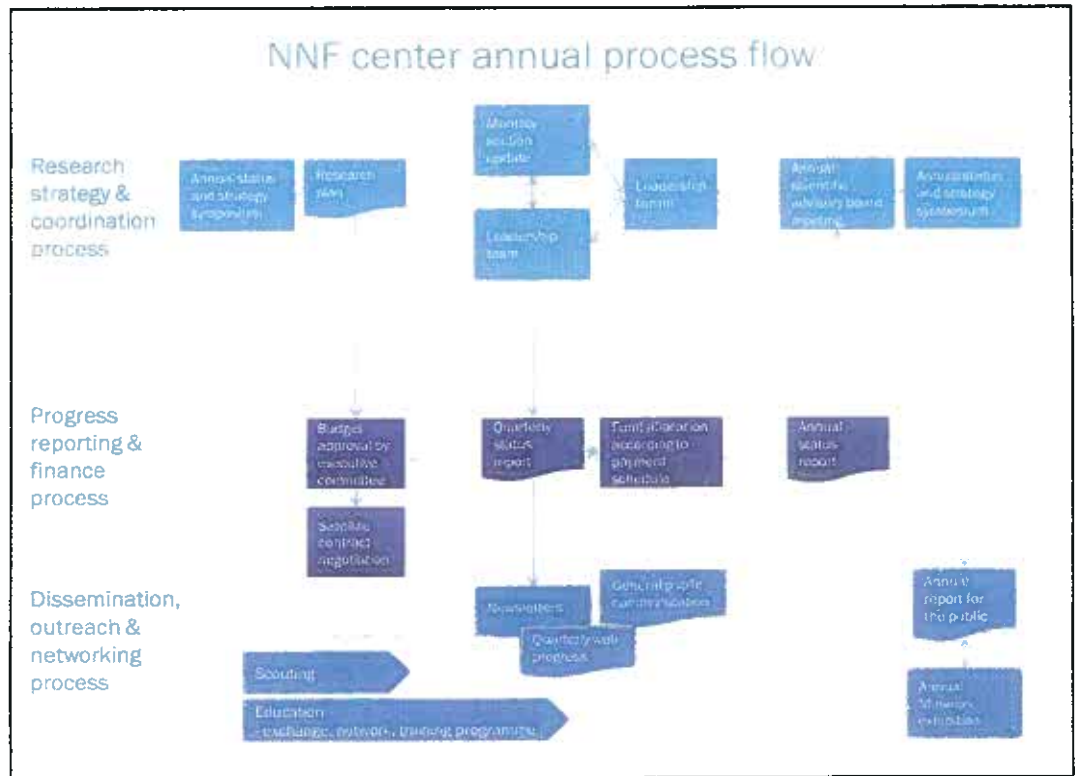 NNF center annual process flow
Research
strategy &
coordination
process
Annual status
and strategy
symposium
Research
plan
Monthly
section
update
Leadership
team
Leadership
forum
Annual
scientific
advisory board
meeting
Annual status
and strategy
symposium
Progress
reporting &
finance
process
Budget
approval by
executive
committee
Satellite
contract
negotiation
Quarterly
status
report
Fund allocation
according to
payment
schedule
Annual
status
report
Dissemination,
outreach &
networking
process
Newsletters
General public
communication
Quarterly web
progress
Scouting
Education
- exchange, network, training programme
Annual
report for
the public
Annual
exhibition